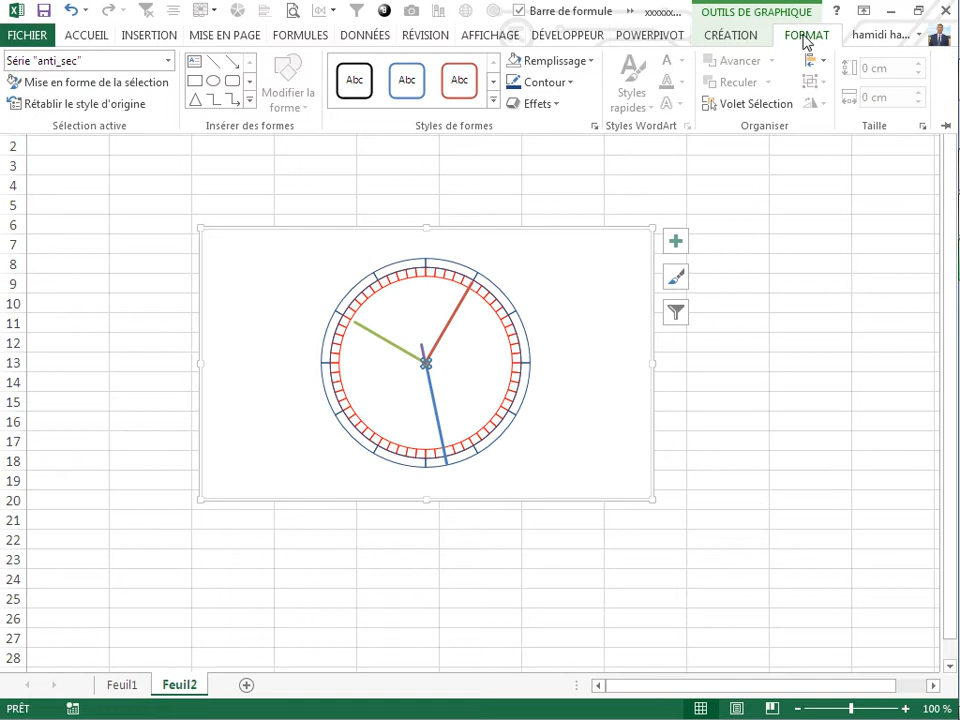 Barre de formule
xxxxxx...
OUTILS DE GRAPHIQUE
?
FICHIER
ACCUEIL
INSERTION
MISE EN PAGE
FORMULES
DONNÉES
RÉVISION
AFFICHAGE
DÉVELOPPEUR
POWERPIVOT
CRÉATION
FORMAT
hamidi ha...
Série "anti_sec"
Mise en forme de la sélection
Rétablir le style d'origine
Sélection active
Modifier la
forme
Insérer des formes
Abc
Abc
Abc
Remplissage
Contour
Effets
Styles de formes
Styles
rapides
Styles WordArt
Avancer
Reculer
Volet Sélection
Organiser
0 cm
0 cm
Taille
2
3
4
5
6
7
8
9
10
11
12
13
14
15
16
17
18
19
20
21
22
23
24
25
26
27
28
Feuil1
Feuil2
PRÊT
100 %